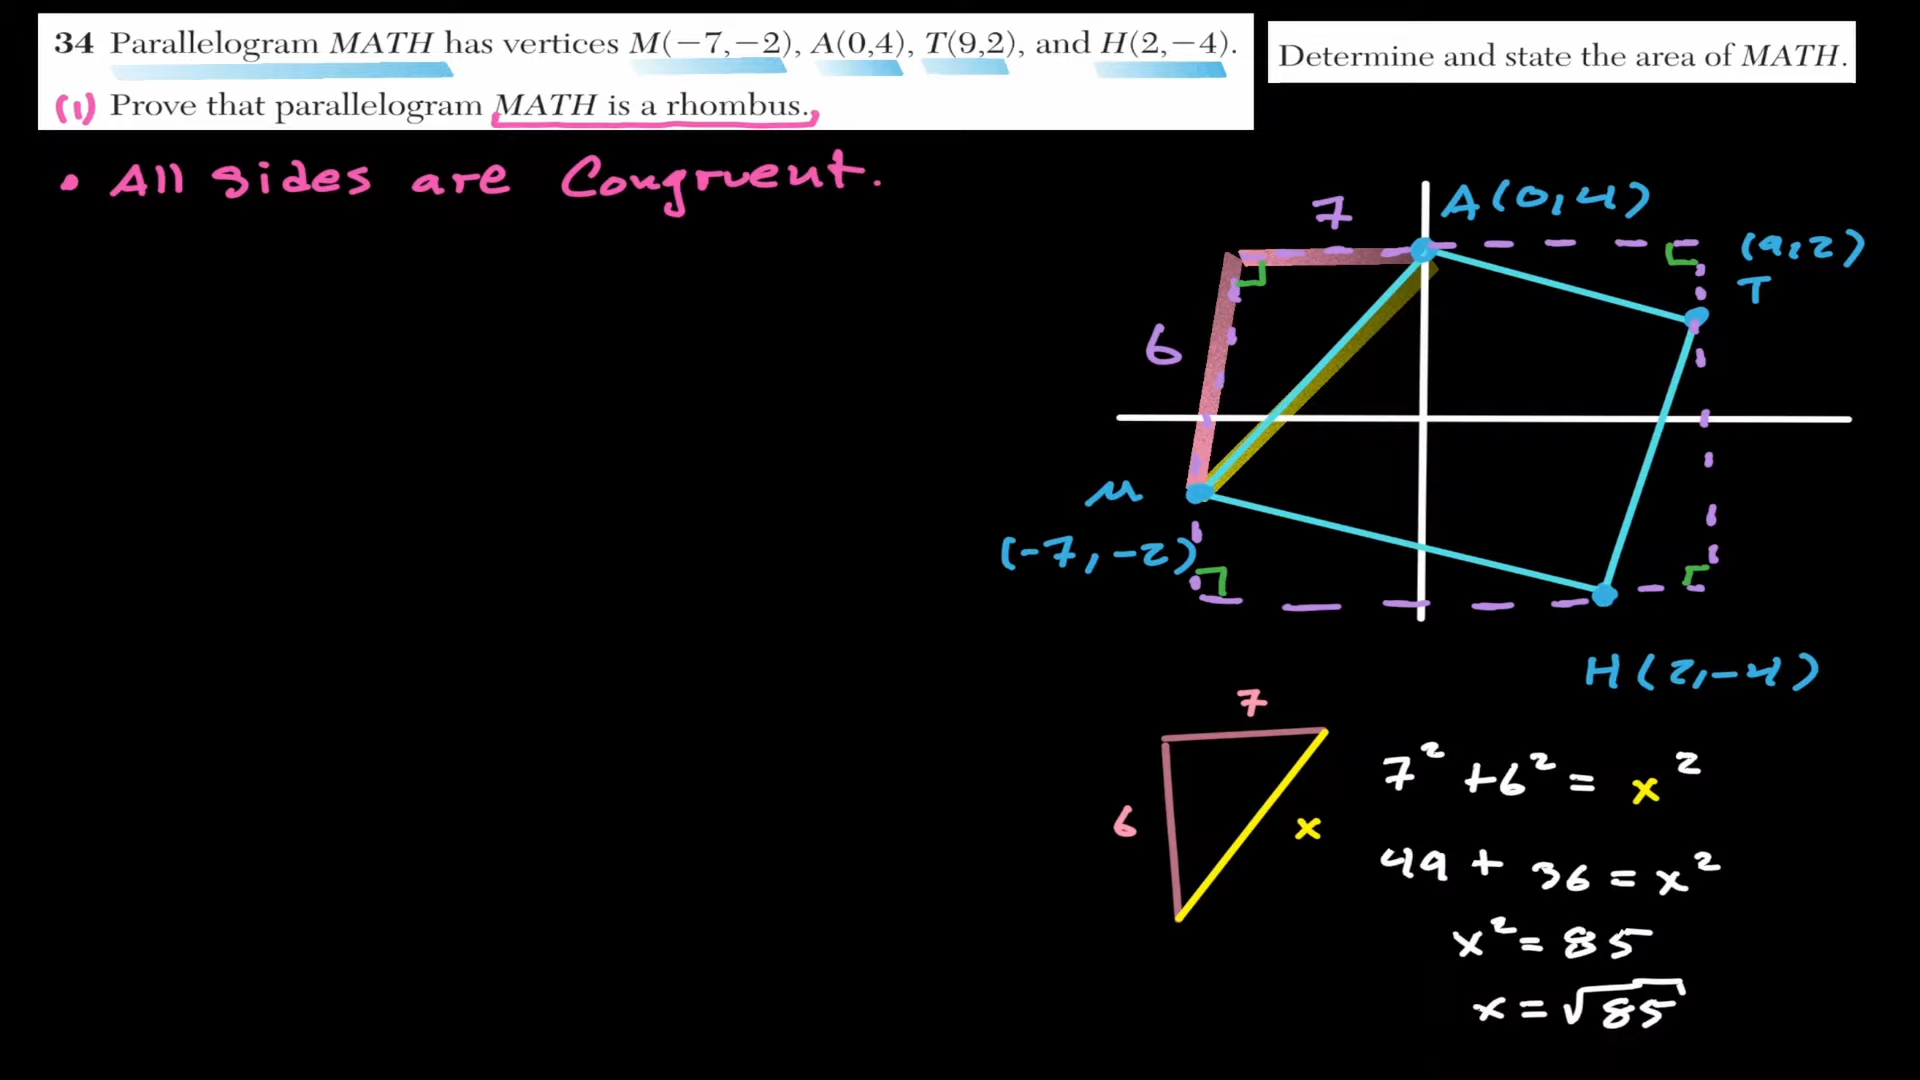 34 Parallelogram MATH has vertices M(−7,−2), A(0,4), T(9,2), and H(2,−4).
(1) Prove that parallelogram MATH is a rhombus.
Determine and state the area of MATH.
• All sides are Congruent.
7
A(0,4)
(9,2)
T
6
M
(-7,-2)
H(2,-4)
7
6
x
7² + 6² = x²
49 + 36 = x²
x² = 85
x = √85